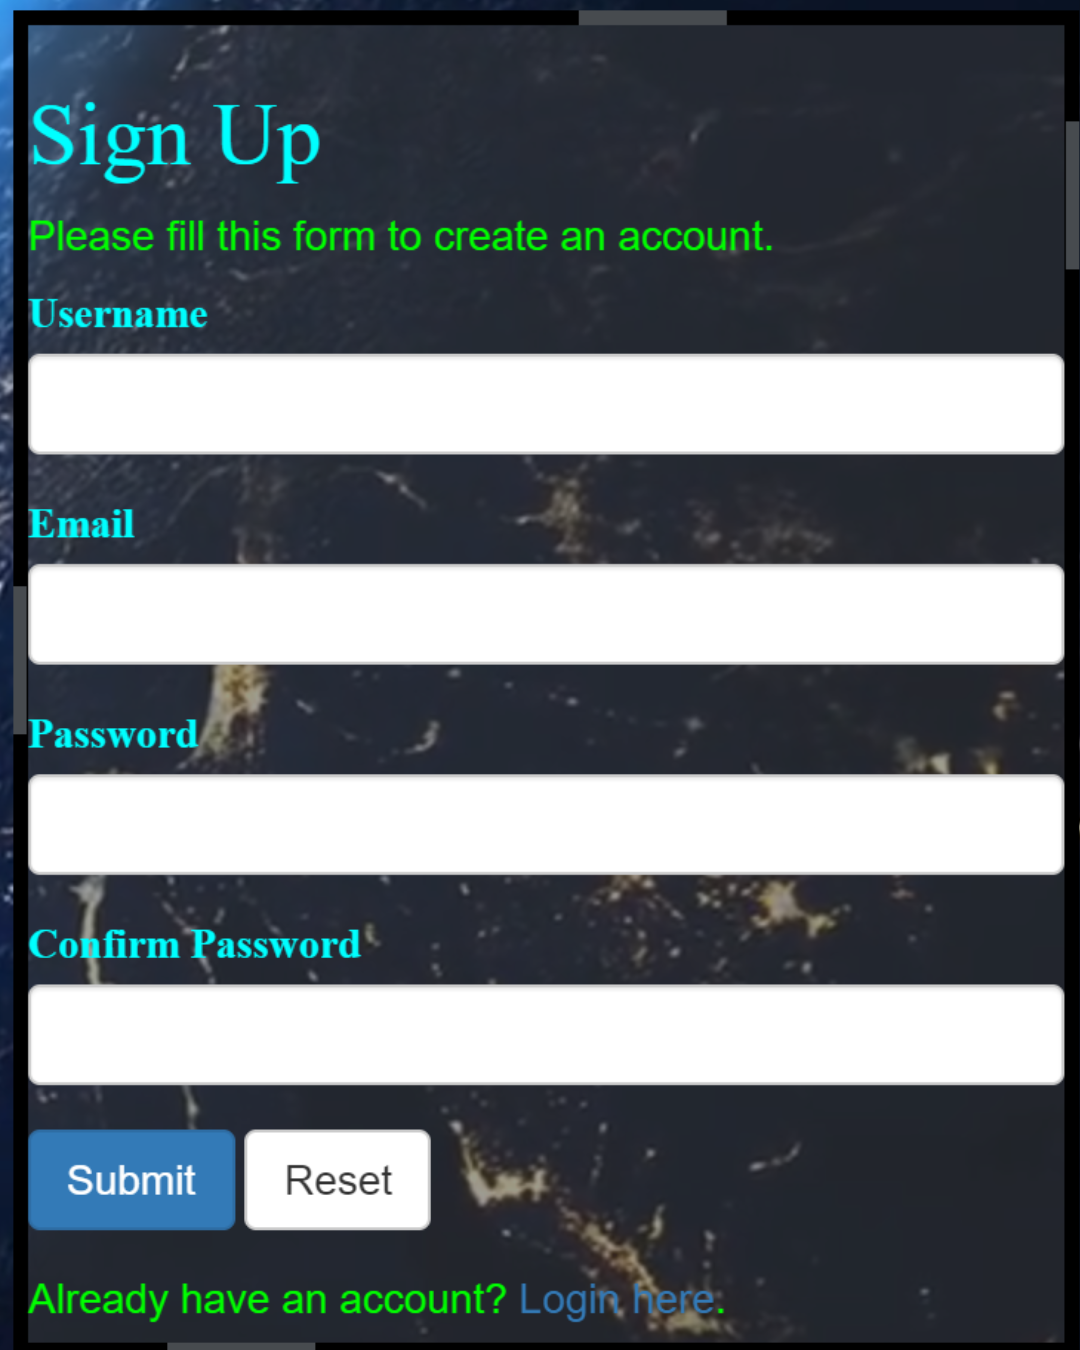 Sign Up
Please fill this form to create an account.
Username
Email
Password
Confirm Password
Submit Reset
Already have an account? Login here.